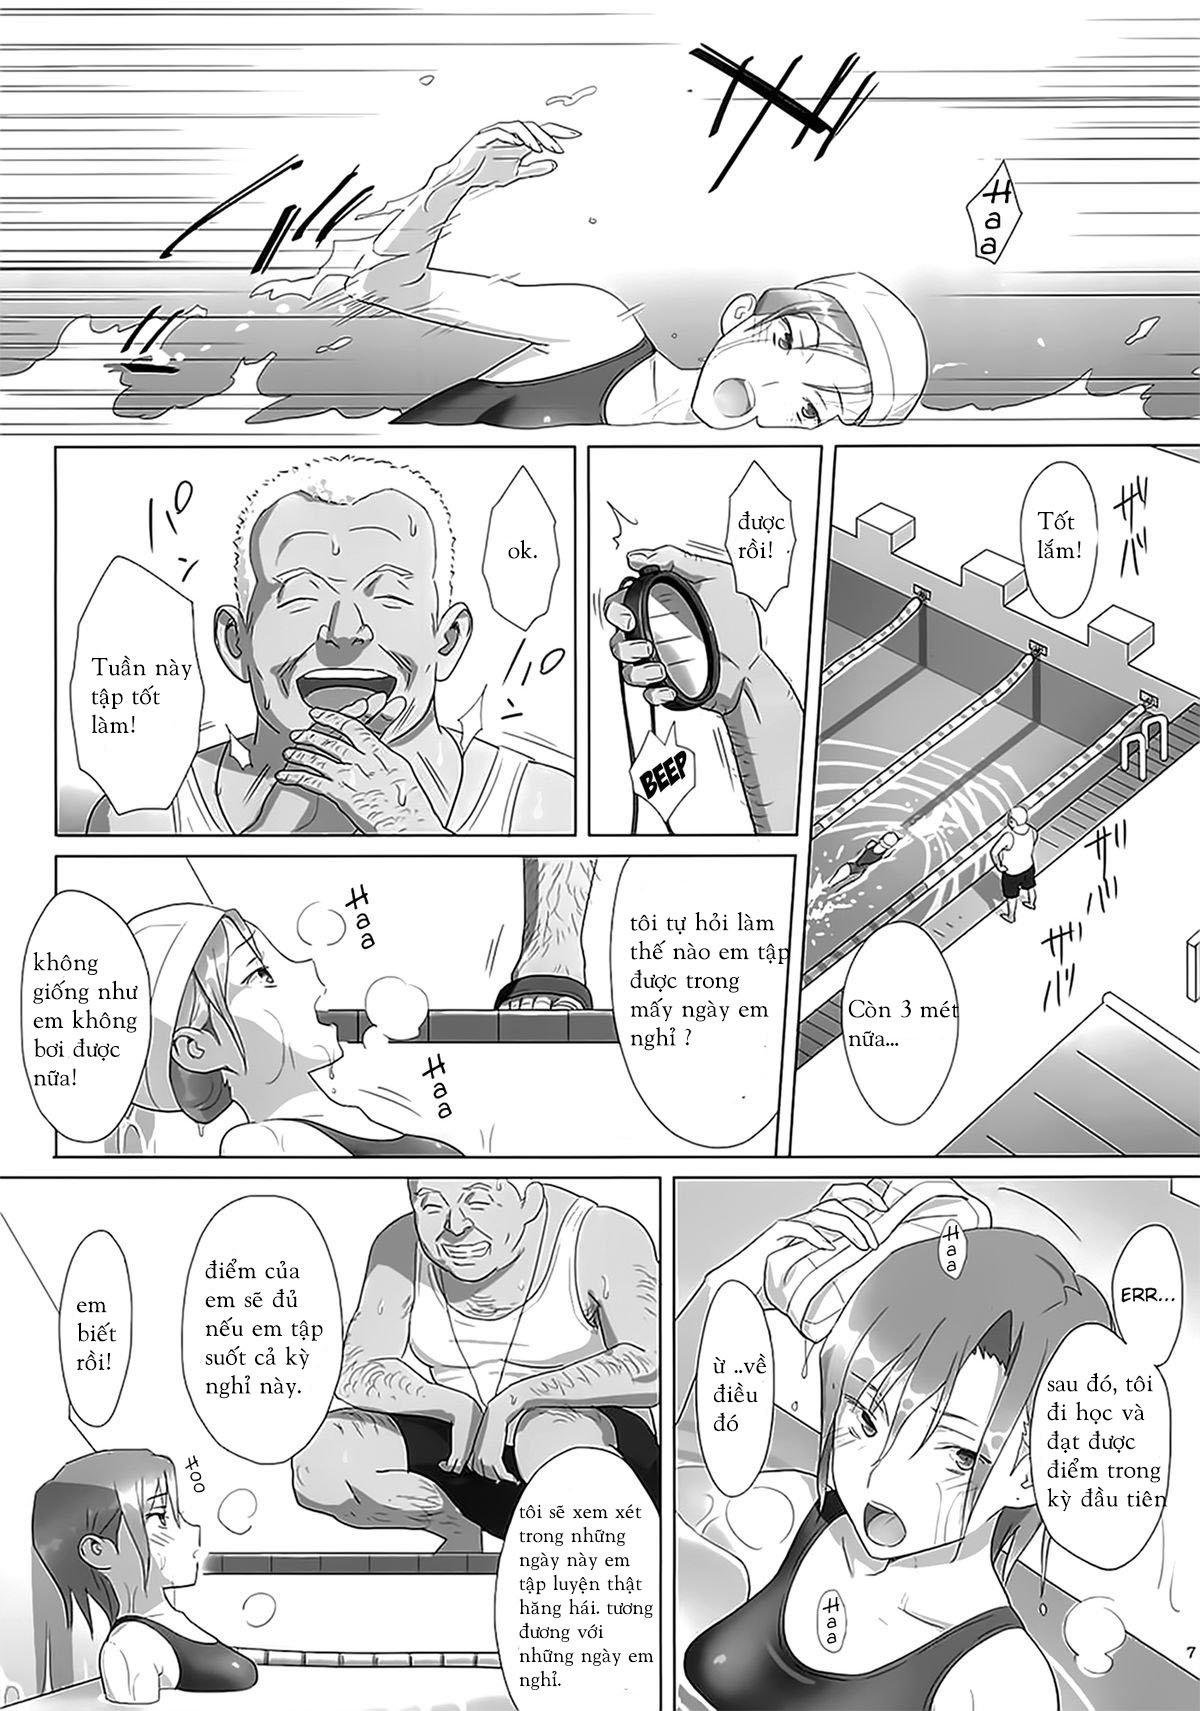 Haa
Tốt
lắm!
Còn 3 mét
nữa...
được
rồi!
BEEP
ok.
Tuần này
tập tốt
làm!
tôi tự hỏi làm
thế nào em tập
được trong
mấy ngày em
nghỉ ?
Haa
Haa
không
giống như
em không
bơi được
nữa!
Haa
ERR...
sau đó, tôi
đi học và
đạt được
điểm trong
kỳ đầu tiên
ừ ..về
điều
đó
Haa
điểm của
em sẽ đủ
nếu em tập
suốt cả kỳ
nghỉ này.
tôi sẽ xem xét
trong những
ngày này em
tập luyện thật
hăng hái. tương
đương với
những ngày em
nghỉ.
em
biết
rồi!
Hoo
7